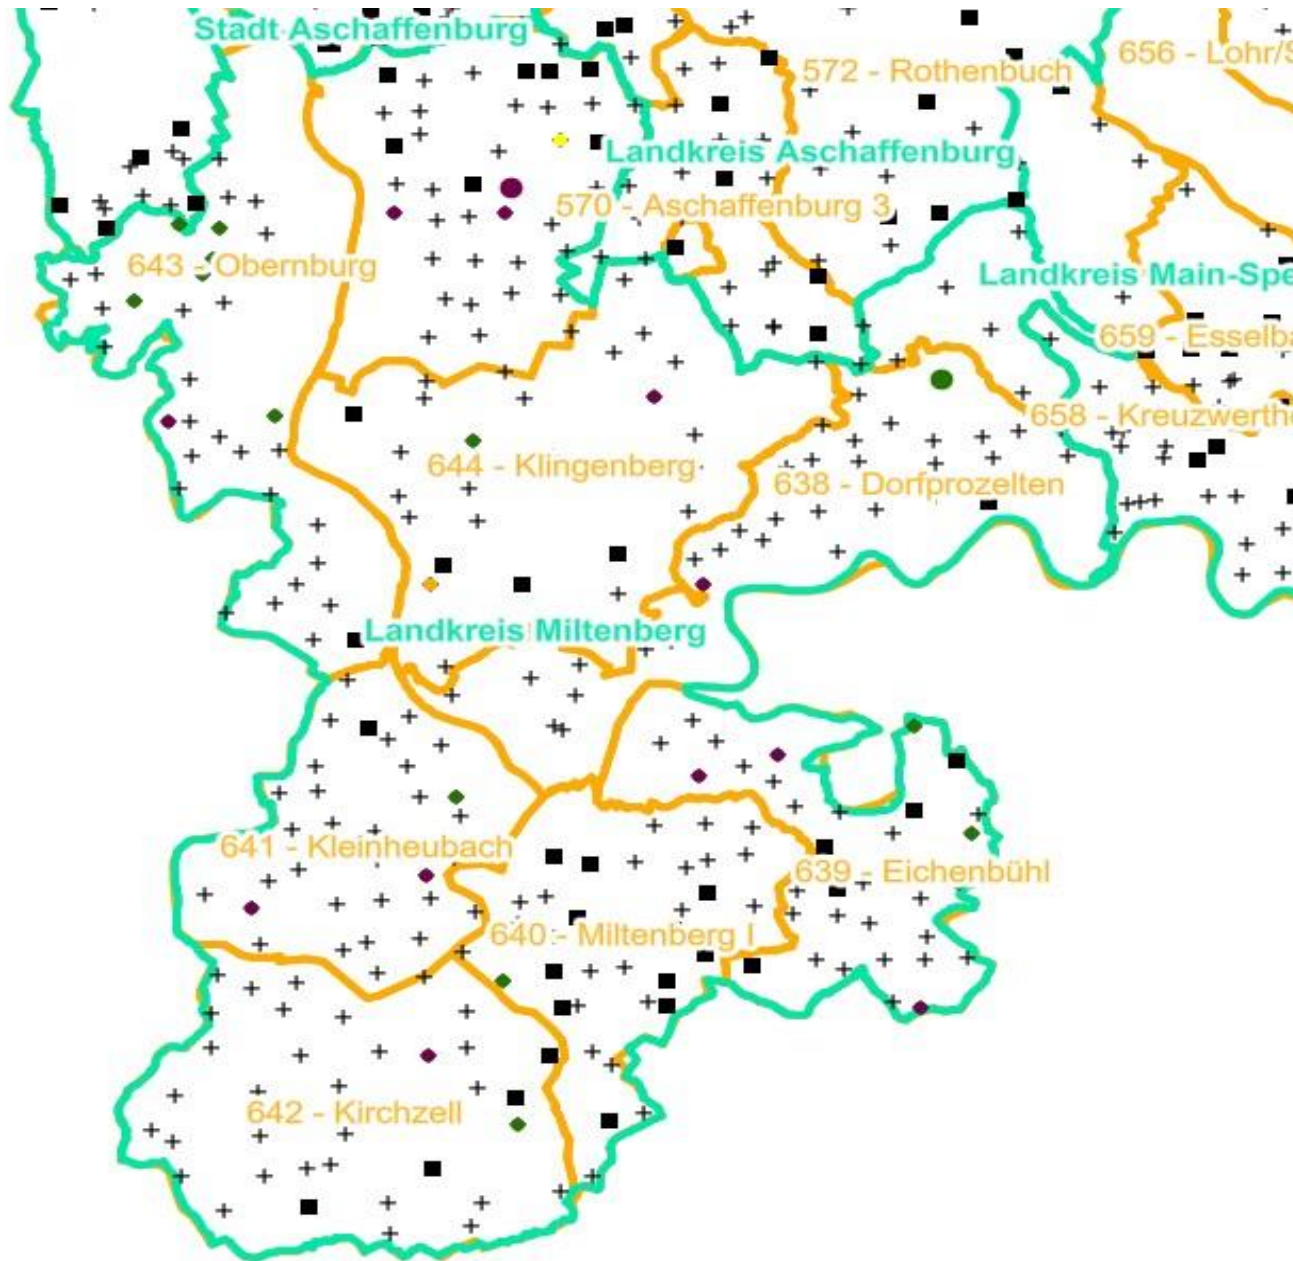 Stadt Aschaffenburg
656 - Lohr/S
572 - Rothenbuch
Landkreis Aschaffenburg
570 - Aschaffenburg 3
643 - Obernburg
Landkreis Main-Spe
659 - Esselba
658 - Kreuzwerthe
644 - Klingenberg
638 - Dorfprozelten
Landkreis Miltenberg
641 - Kleinheubach
639 - Eichenbühl
640 - Miltenberg I
642 - Kirchzell